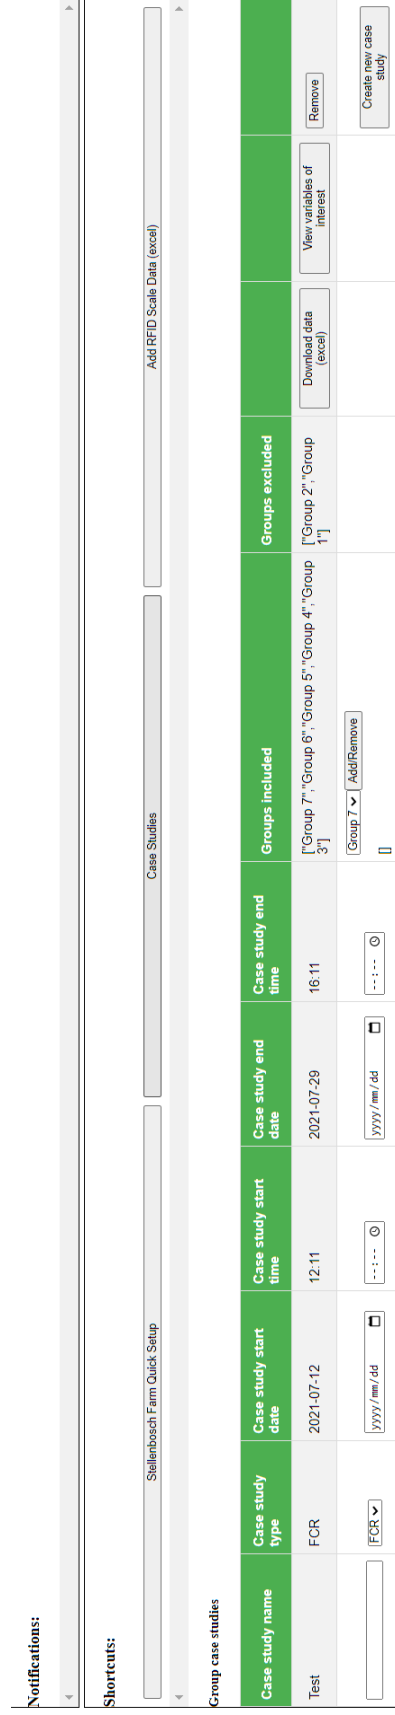 Notifications:
Shortcuts:
Stellenbosch Farm Quick Setup
Case Studies
Add RFID Scale Data (excel)
Group case studies
Case study name
Case study
type
Case study start
date
Case study start
time
Case study end
date
Case study end
time
Groups included
Groups excluded
Test
FCR
2021-07-12
12:11
2021-07-29
16:11
["Group 7","Group 6","Group 5","Group 4","Group
3"]
["Group 2","Group
1"]
Download data
(excel)
View variables of
interest
Remove
FCR
yyyy/mm/dd
--:--
yyyy/mm/dd
--:--
Group 7
Add/Remove
[]
Create new case
study